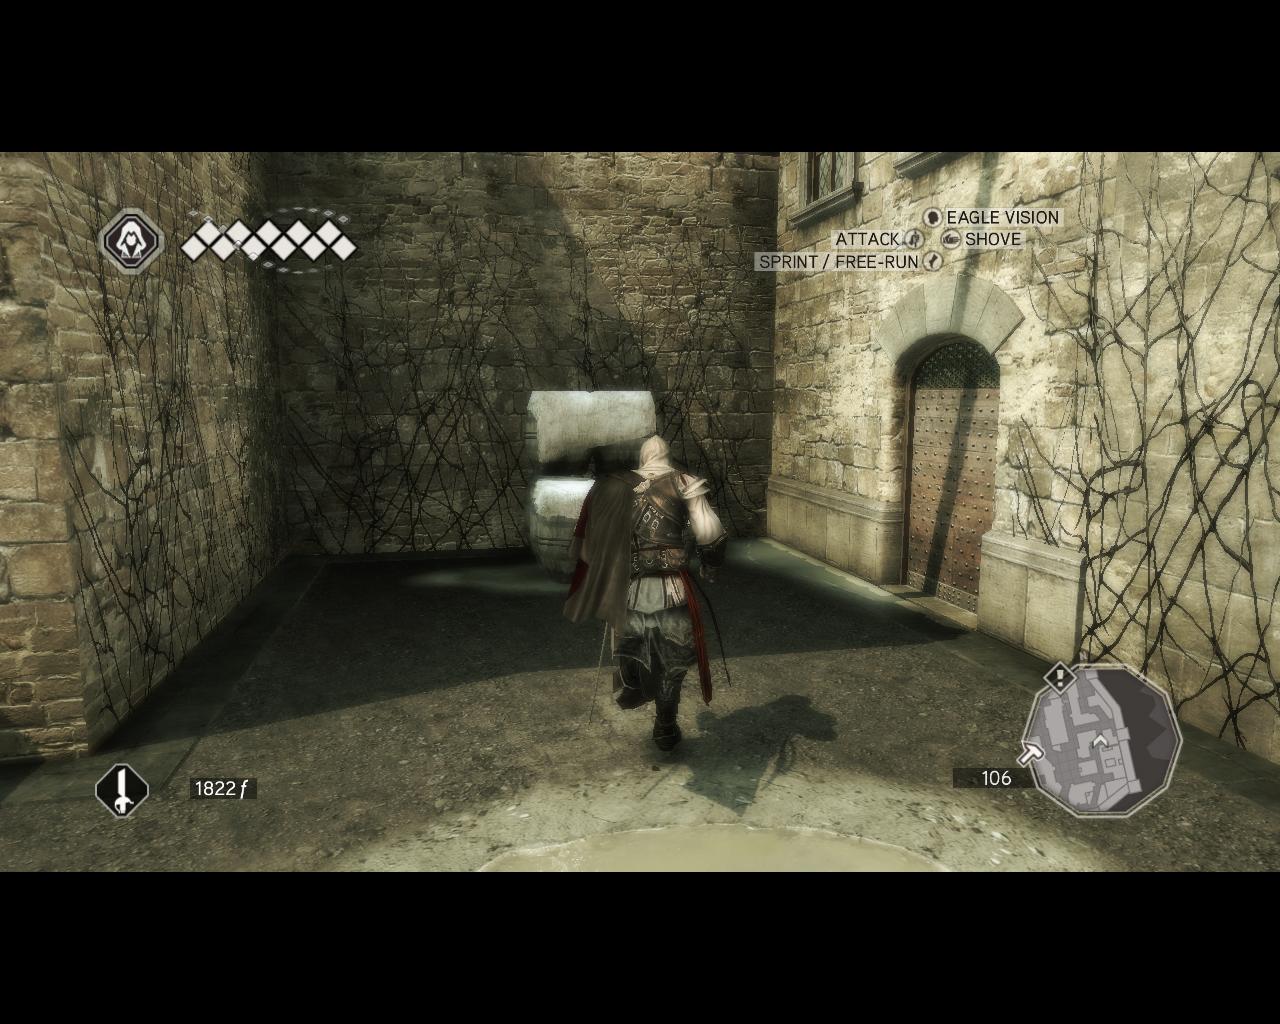 EAGLE VISION
ATTACK SHOVE
SPRINT / FREE-RUN
!
1822 f
106